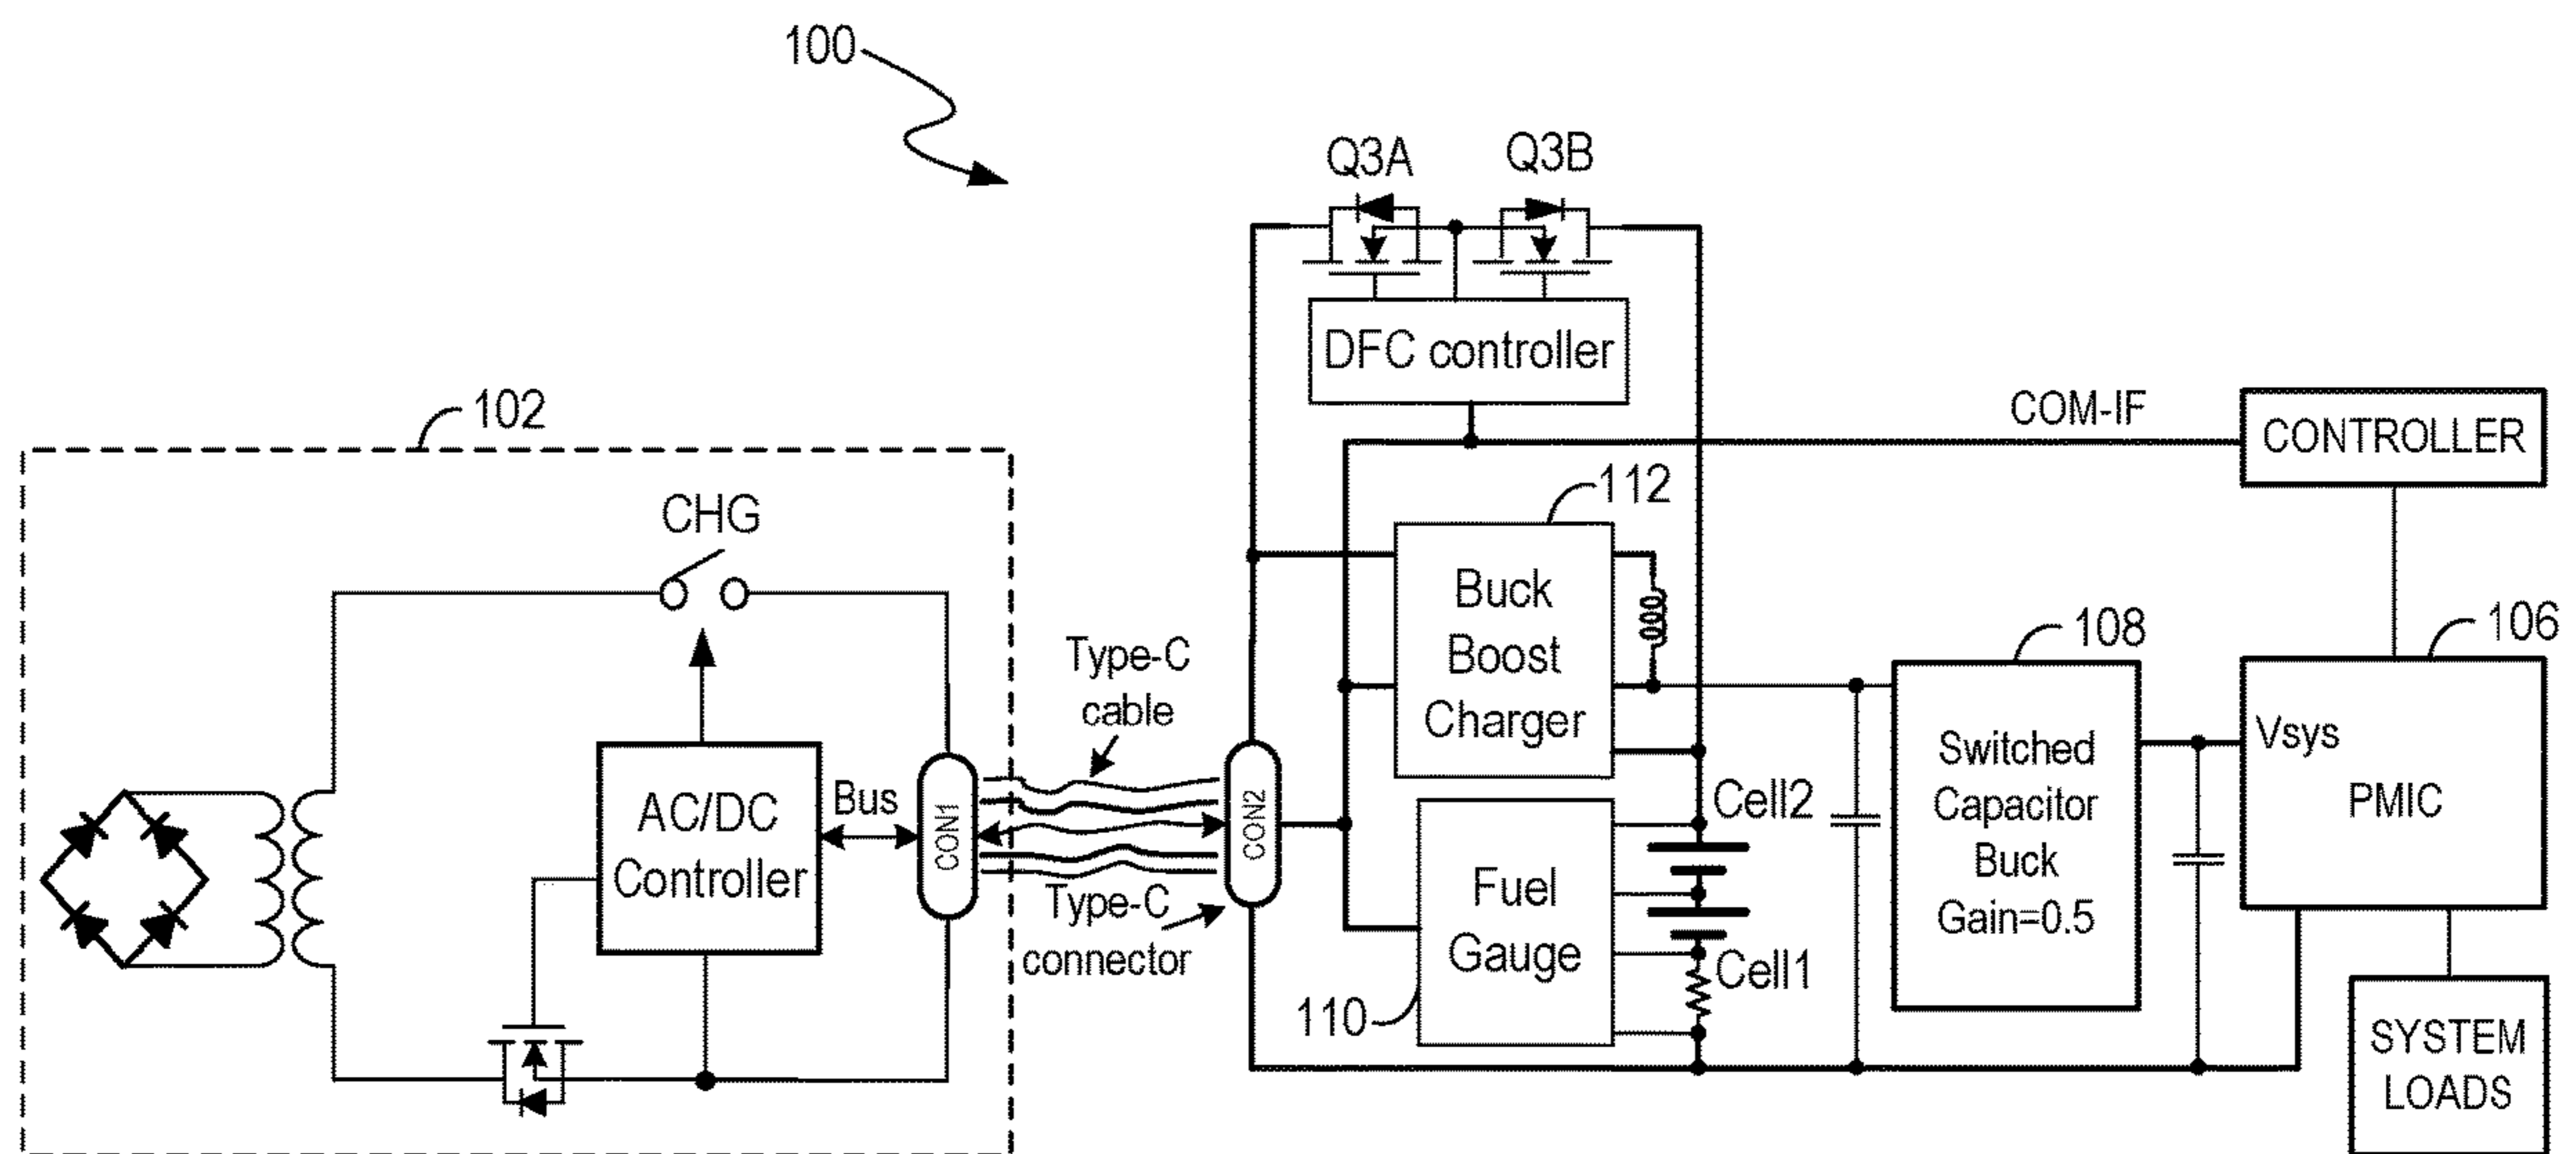 100
Q3A
Q3B
DFC controller
102
COM-IF
CONTROLLER
CHG
112
Buck
Boost
Charger
Type-C
cable
108
106
Switched
Capacitor
Buck
Gain=0.5
Vsys
PMIC
AC/DC
Controller
Bus
CON1
CON2
Cell2
Fuel
Gauge
Type-C
connector
Cell1
110
SYSTEM
LOADS